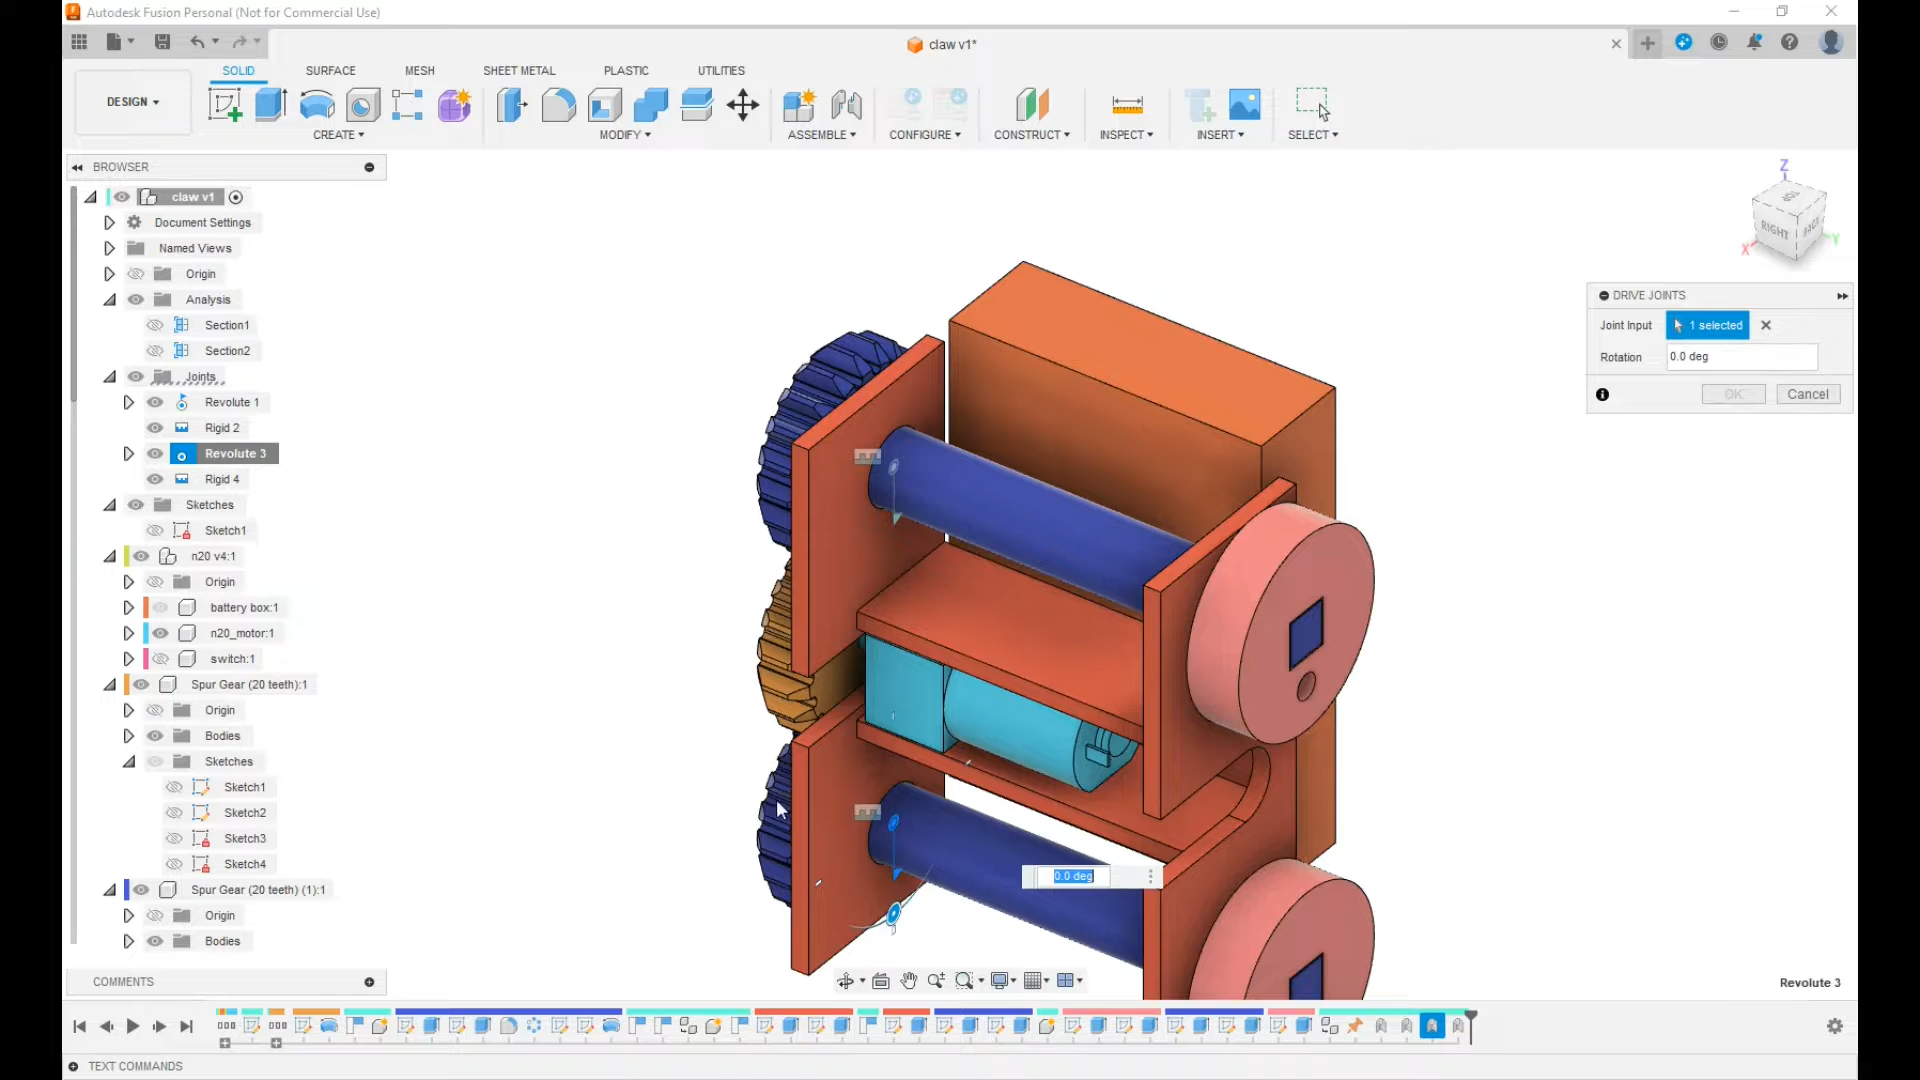 Autodesk Fusion Personal (Not for Commercial Use)
claw v1*
DESIGN
SOLID
SURFACE
MESH
SHEET METAL
PLASTIC
UTILITIES
CREATE
MODIFY
ASSEMBLE
CONFIGURE
CONSTRUCT
INSPECT
INSERT
SELECT
BROWSER
claw v1
Document Settings
Named Views
Origin
Analysis
Section1
Section2
Joints
Revolute 1
Rigid 2
Revolute 3
Rigid 4
Sketches
Sketch1
n20 v4:1
Origin
battery box:1
n20_motor:1
switch:1
Spur Gear (20 teeth):1
Origin
Bodies
Sketches
Sketch1
Sketch2
Sketch3
Sketch4
Spur Gear (20 teeth) (1):1
Origin
Bodies
COMMENTS
Z
TOP
RIGHT
BACK
X
Y
DRIVE JOINTS
Joint Input
1 selected
Rotation
0.0 deg
OK
Cancel
0.0 deg
Revolute 3
TEXT COMMANDS